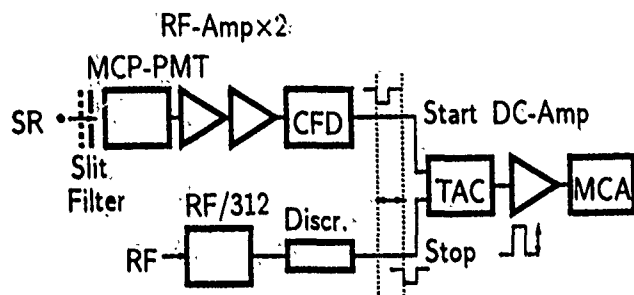 RF-Amp×2
MCP-PMT
SR
CFD
Start DC-Amp
Slit
Filter
TAC
MCA
RF/312
Discr.
RF
Stop